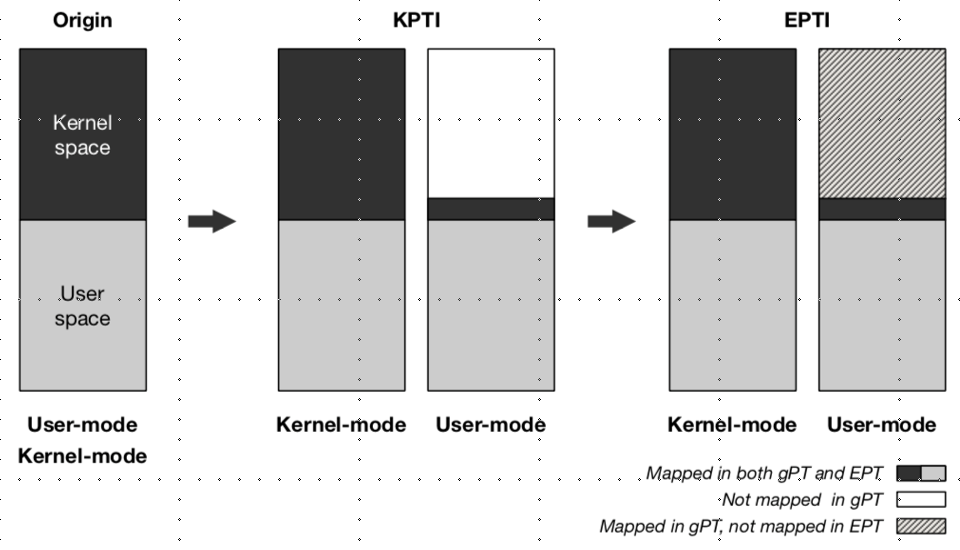 Origin
KPTI
EPTI
Kernel
space
User
space
User-mode
Kernel-mode
Kernel-mode
User-mode
Kernel-mode
User-mode
Mapped in both gPT and EPT
Not mapped in gPT
Mapped in gPT, not mapped in EPT